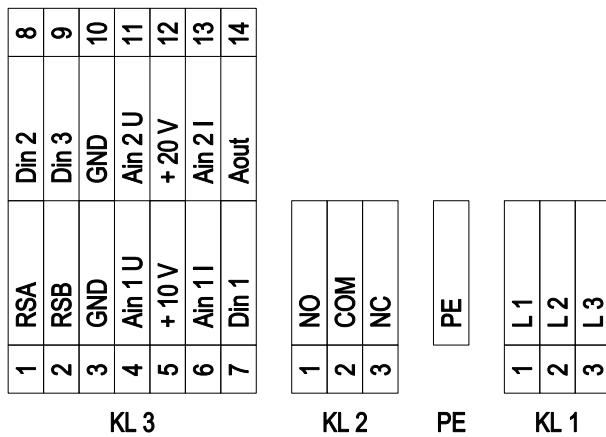 8 9 10 11 12 13 14
Din 2 Din 3 GND Ain 2 U + 20 V Ain 2 I Aout
RSA RSB GND Ain 1 U + 10 V Ain 1 I Din 1 NO COM NC PE L 1 L 2 L 3
1 2 3 4 5 6 7 1 2 3 1 2 3
KL 3 KL 2 PE KL 1